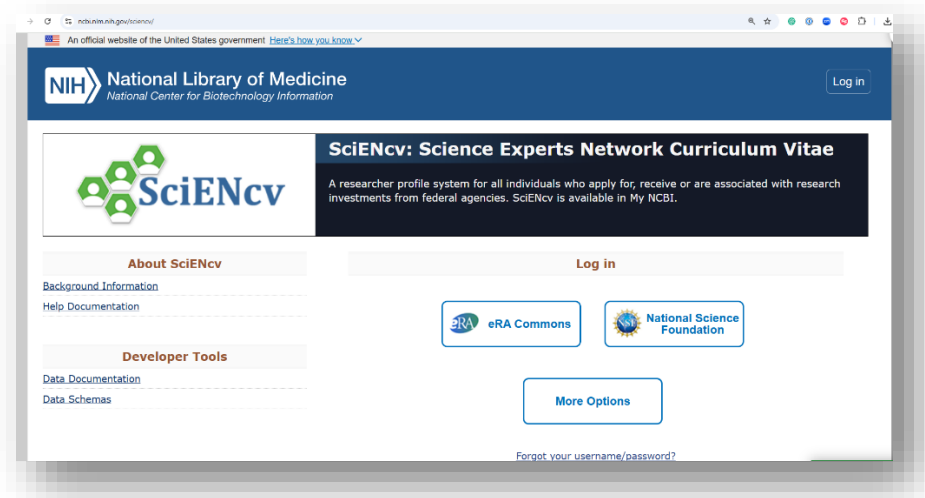 ncbi.nlm.nih.gov/sciencv/
An official website of the United States government Here's how you know
NIH National Library of Medicine
National Center for Biotechnology Information
Log in
SciENcv
SciENcv: Science Experts Network Curriculum Vitae
A researcher profile system for all individuals who apply for, receive or are associated with research
investments from federal agencies. SciENcv is available in My NCBI.
About SciENcv
Background Information
Help Documentation
Developer Tools
Data Documentation
Data Schemas
Log in
eRA eRA Commons
NSF National Science
Foundation
More Options
Forgot your username/password?